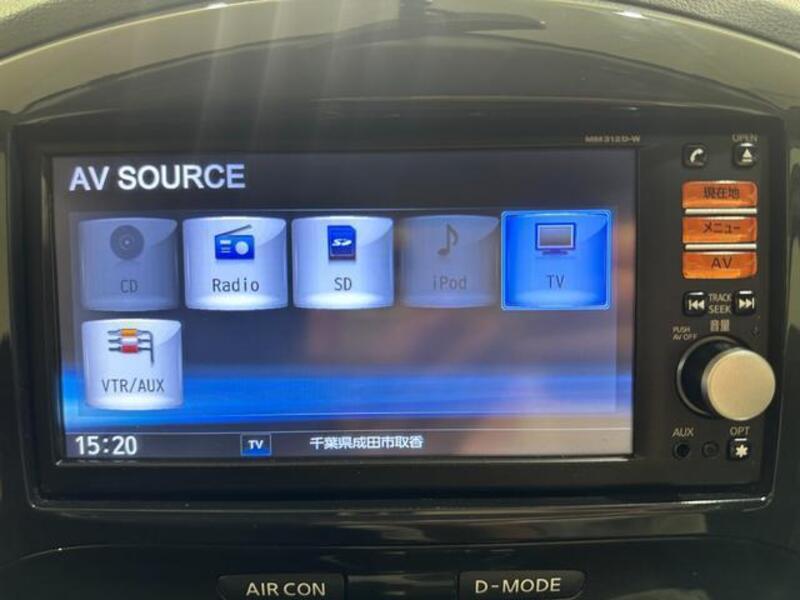 MM312D-W
OPEN
AV SOURCE
現在地
メニュー
AV
CD
Radio
SD
iPod
TV
TRACK
SEEK
音量
PUSH
AV OFF
VTR/AUX
AUX
OPT
15:20
TV
千葉県成田市取香
AIR CON
D-MODE